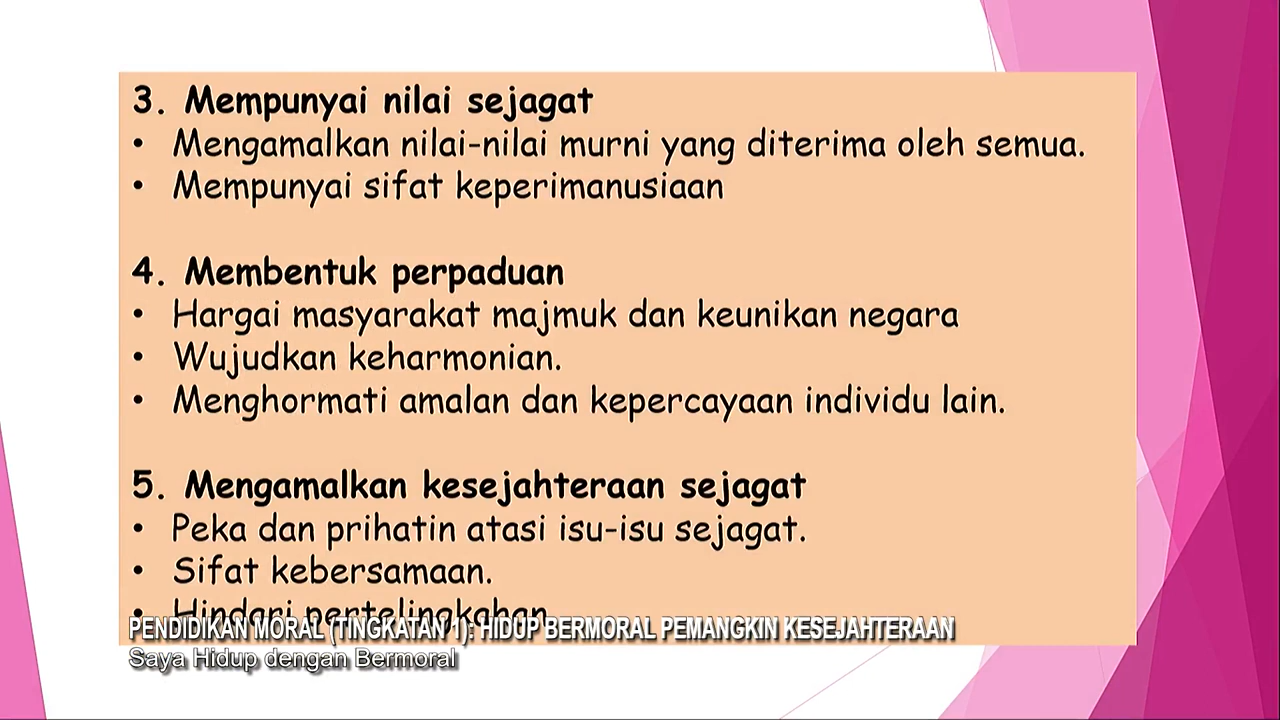 3. Mempunyai nilai sejagat
• Mengamalkan nilai-nilai murni yang diterima oleh semua.
• Mempunyai sifat keperimanusiaan
4. Membentuk perpaduan
• Hargai masyarakat majmuk dan keunikan negara
• Wujudkan keharmonian.
• Menghormati amalan dan kepercayaan individu lain.
5. Mengamalkan kesejahteraan sejagat
• Peka dan prihatin atasi isu-isu sejagat.
• Sifat kebersamaan.
• Hindari pertelingkahan
PENDIDIKAN MORAL (TINGKATAN 1): HIDUP BERMORAL PEMANGKIN KESEJAHTERAAN
Saya Hidup dengan Bermoral